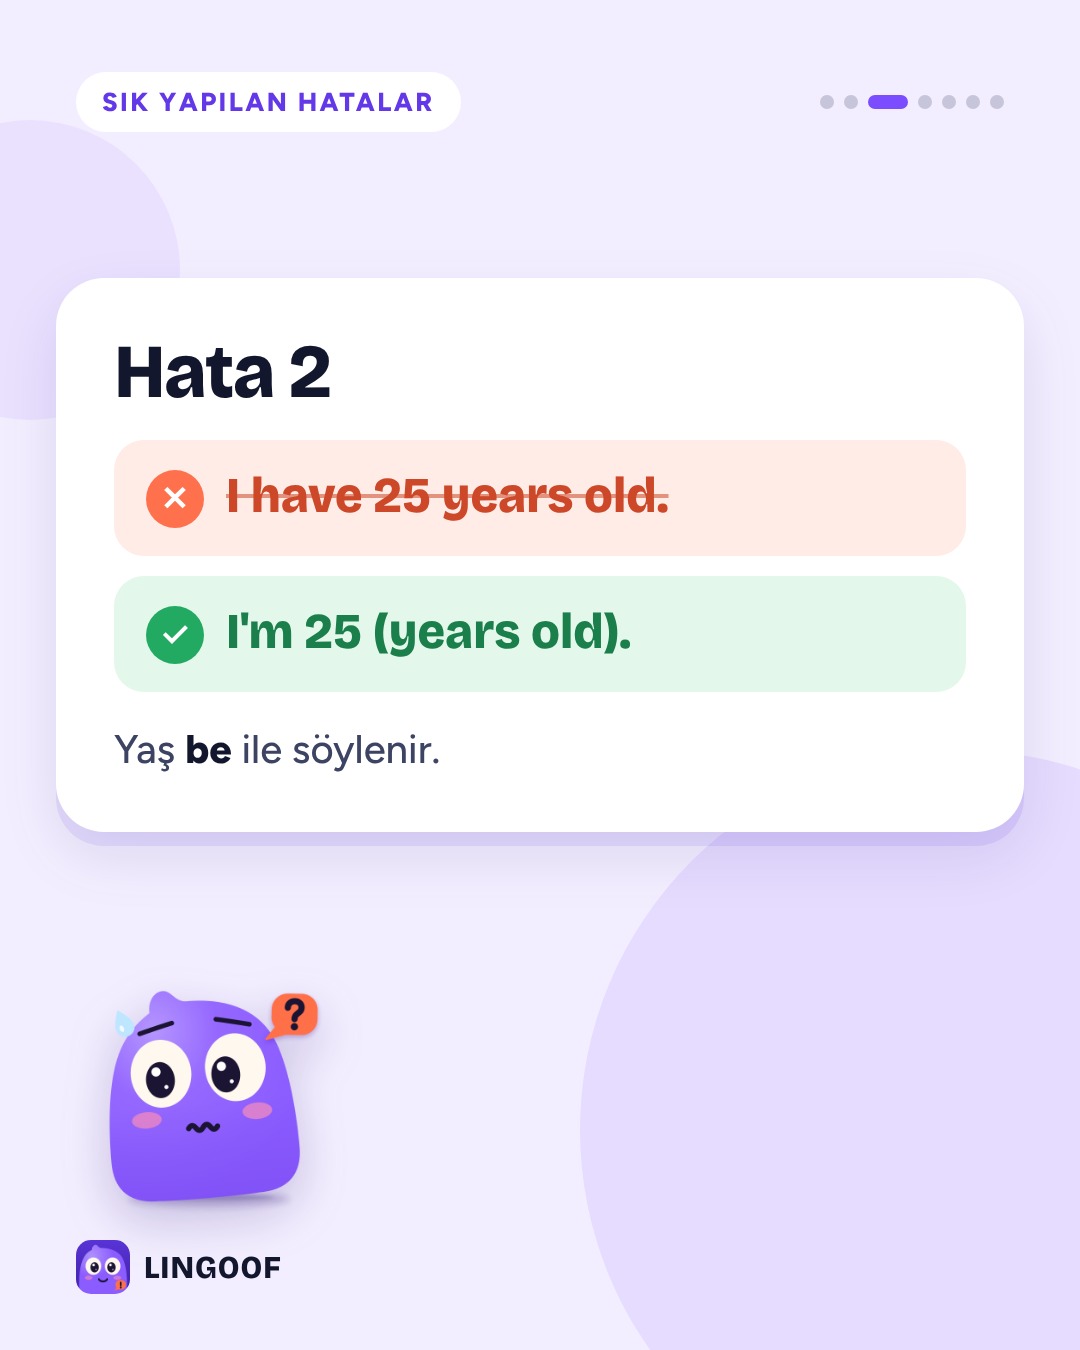 SIK YAPILAN HATALAR
Hata 2
I have 25 years old.
I'm 25 (years old).
Yaş be ile söylenir.
?
LINGOOF